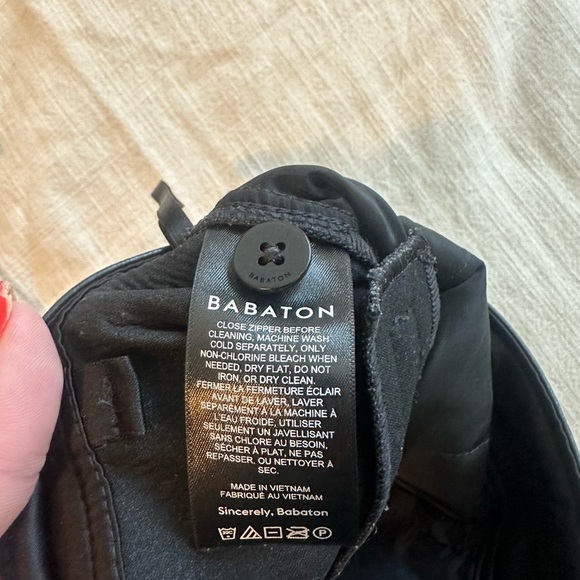 BABATON
BABATON
CLOSE ZIPPER BEFORE
CLEANING, MACHINE WASH
COLD SEPARATELY, ONLY
NON-CHLORINE BLEACH WHEN
NEEDED, DRY FLAT, DO NOT
IRON, OR DRY CLEAN.
FERMER LA FERMETURE ÉCLAIR
AVANT DE LAVER, LAVER
SÉPARÉMENT À LA MACHINE À
L'EAU FROIDE, UTILISER
SEULEMENT UN JAVELLISANT
SANS CHLORE AU BESOIN,
SÉCHER À PLAT, NE PAS
REPASSER, OU NETTOYER À
SEC.
MADE IN VIETNAM
FABRIQUÉ AU VIETNAM
Sincerely, Babaton